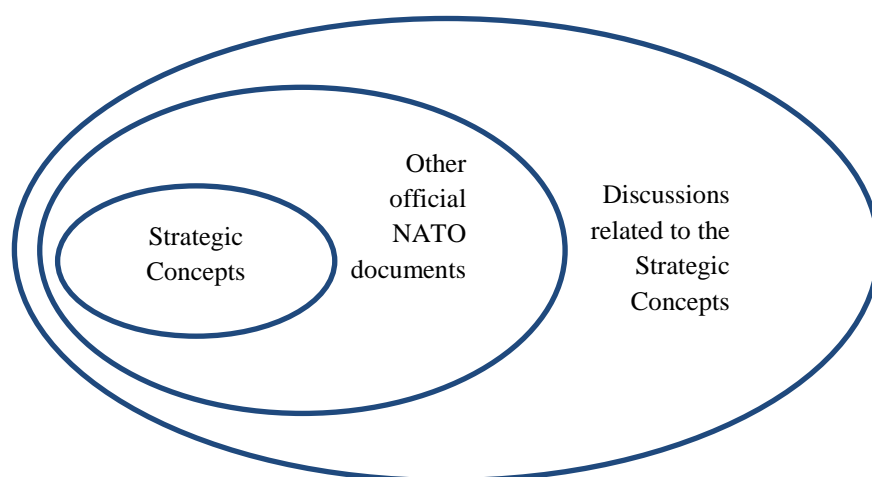 Strategic
Concepts
Other
official
NATO
documents
Discussions
related to the
Strategic
Concepts